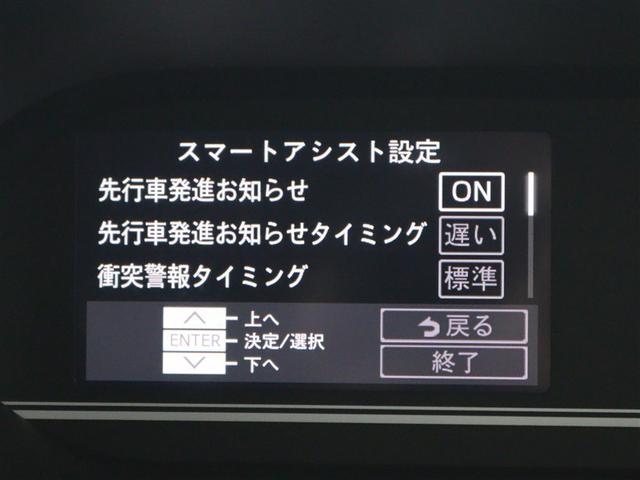 スマートアシスト設定
先行車発進お知らせ ON
先行車発進お知らせタイミング 遅い
衝突警報タイミング 標準
上へ
ENTER 決定/選択
下へ
戻る
終了